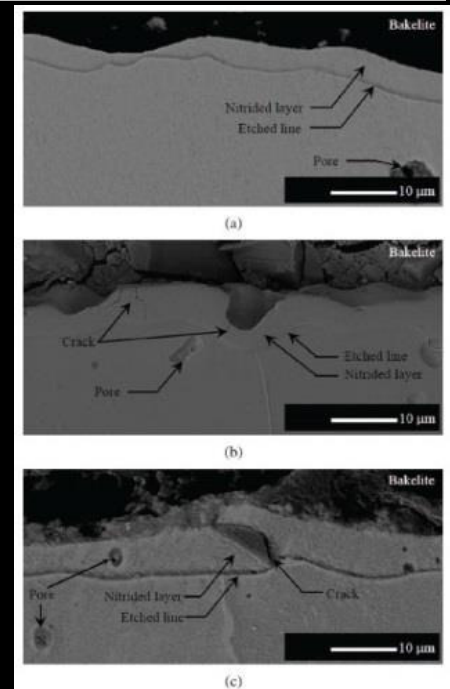 Bakelite
Nitrided layer
Etched line
Pore
10 μm
(a)
Bakelite
Crack
Etched line
Nitrided layer
Pore
10 μm
(b)
Bakelite
Pore
Nitrided layer
Crack
Etched line
10 μm
(c)